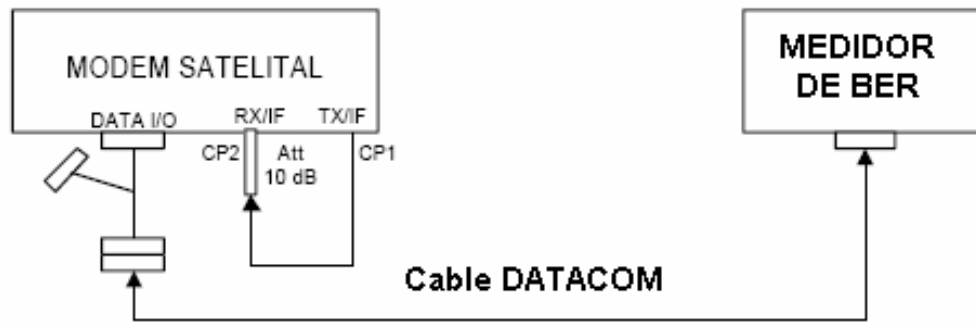 MODEM SATELITAL
DATA I/O
RX/IF
TX/IF
CP2
Att
10 dB
CP1
MEDIDOR
DE BER
Cable DATACOM